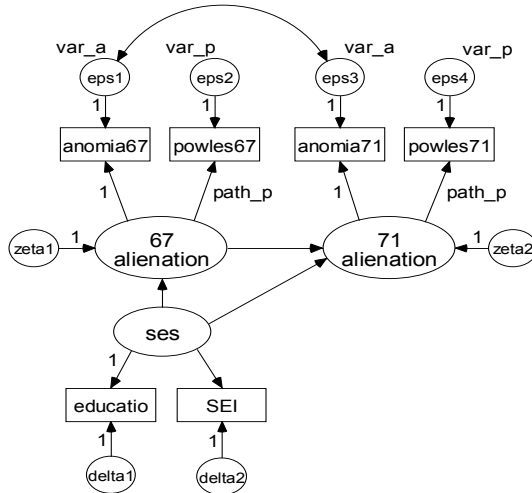 var_a
var_p
var_a
var_p
eps1
eps2
eps3
eps4
1
1
1
1
anomia67
powles67
anomia71
powles71
1
path_p
1
path_p
zeta1
1
67
alienation
71
alienation
1
zeta2
ses
1
educatio
SEI
1
1
delta1
delta2